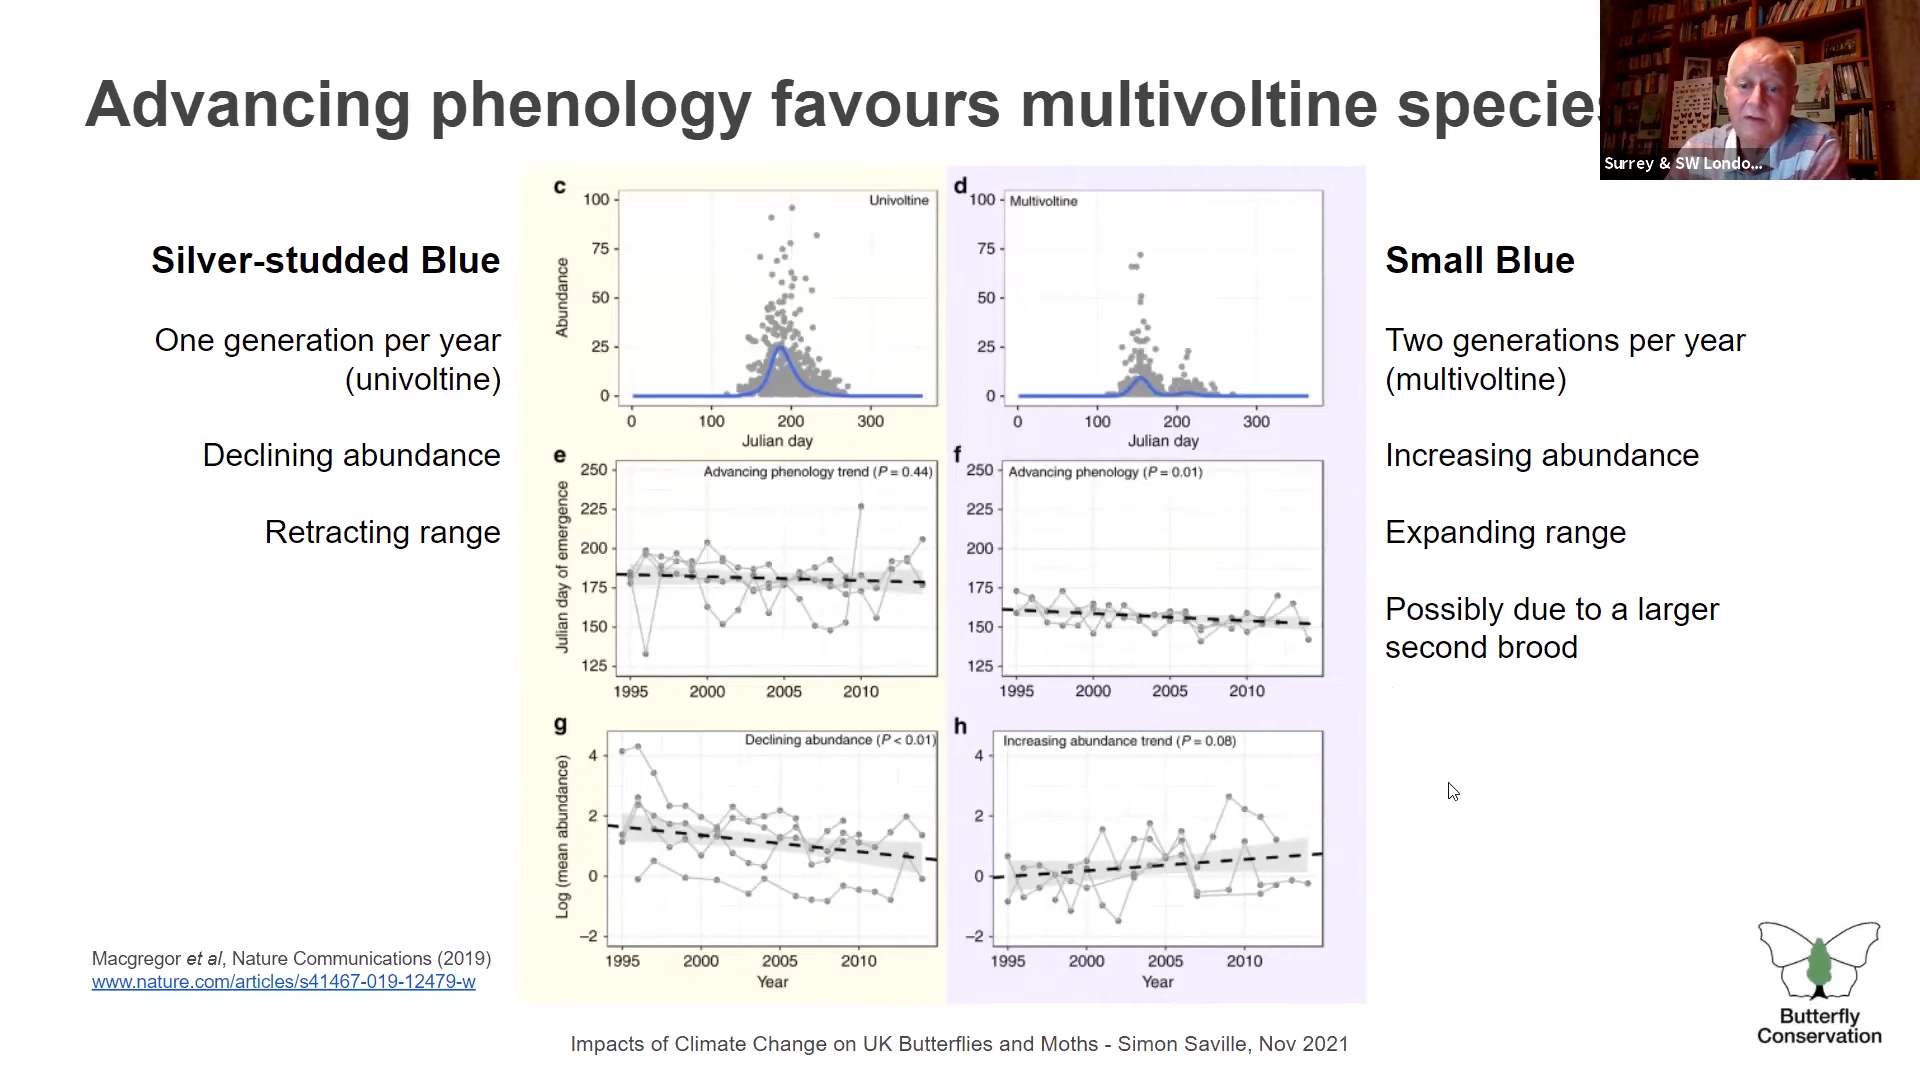 Advancing phenology favours multivoltine specie
Surrey & SW Londo...
Silver-studded Blue
One generation per year
(univoltine)
Declining abundance
Retracting range
c
100
75
50
25
0
Abundance
Univoltine
0 100 200 300
Julian day
d
100
75
50
25
0
Multivoltine
0 100 200 300
Julian day
e
250
225
200
175
150
125
Julian day of emergence
Advancing phenology trend (P = 0.44)
1995 2000 2005 2010
f
250
225
200
175
150
125
Advancing phenology (P = 0.01)
1995 2000 2005 2010
g
4
2
0
−2
Log (mean abundance)
Declining abundance (P < 0.01)
1995 2000 2005 2010
Year
h
4
2
0
−2
Increasing abundance trend (P = 0.08)
1995 2000 2005 2010
Year
Small Blue
Two generations per year
(multivoltine)
Increasing abundance
Expanding range
Possibly due to a larger
second brood
Macgregor et al, Nature Communications (2019)
www.nature.com/articles/s41467-019-12479-w
Impacts of Climate Change on UK Butterflies and Moths - Simon Saville, Nov 2021
Butterfly
Conservation